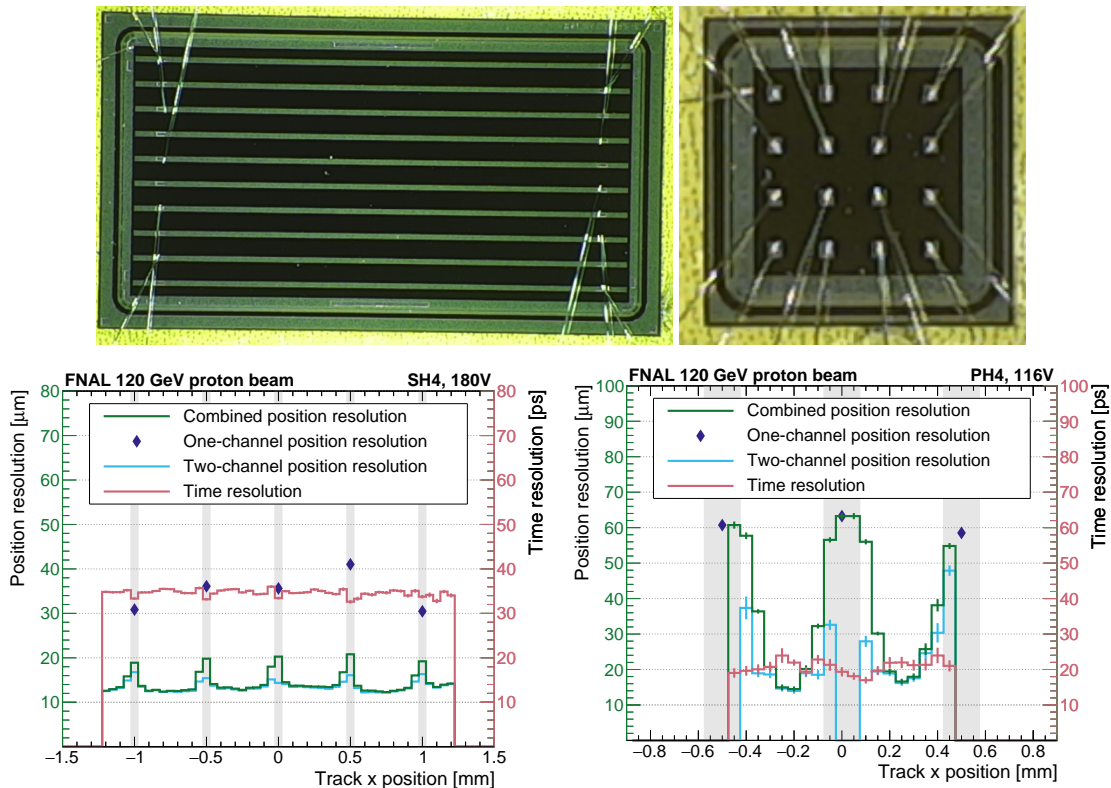 FNAL 120 GeV proton beam SH4, 180V
Combined position resolution
One-channel position resolution
Two-channel position resolution
Time resolution
Position resolution [μm]
80
70
60
50
40
30
20
10
Time resolution [ps]
80
70
60
50
40
30
20
10
−1.5 −1 −0.5 0 0.5 1 1.5
Track x position [mm]
FNAL 120 GeV proton beam PH4, 116V
Combined position resolution
One-channel position resolution
Two-channel position resolution
Time resolution
Position resolution [μm]
100
90
80
70
60
50
40
30
20
10
Time resolution [ps]
100
90
80
70
60
50
40
30
20
10
−0.8 −0.6 −0.4 −0.2 0 0.2 0.4 0.6 0.8
Track x position [mm]